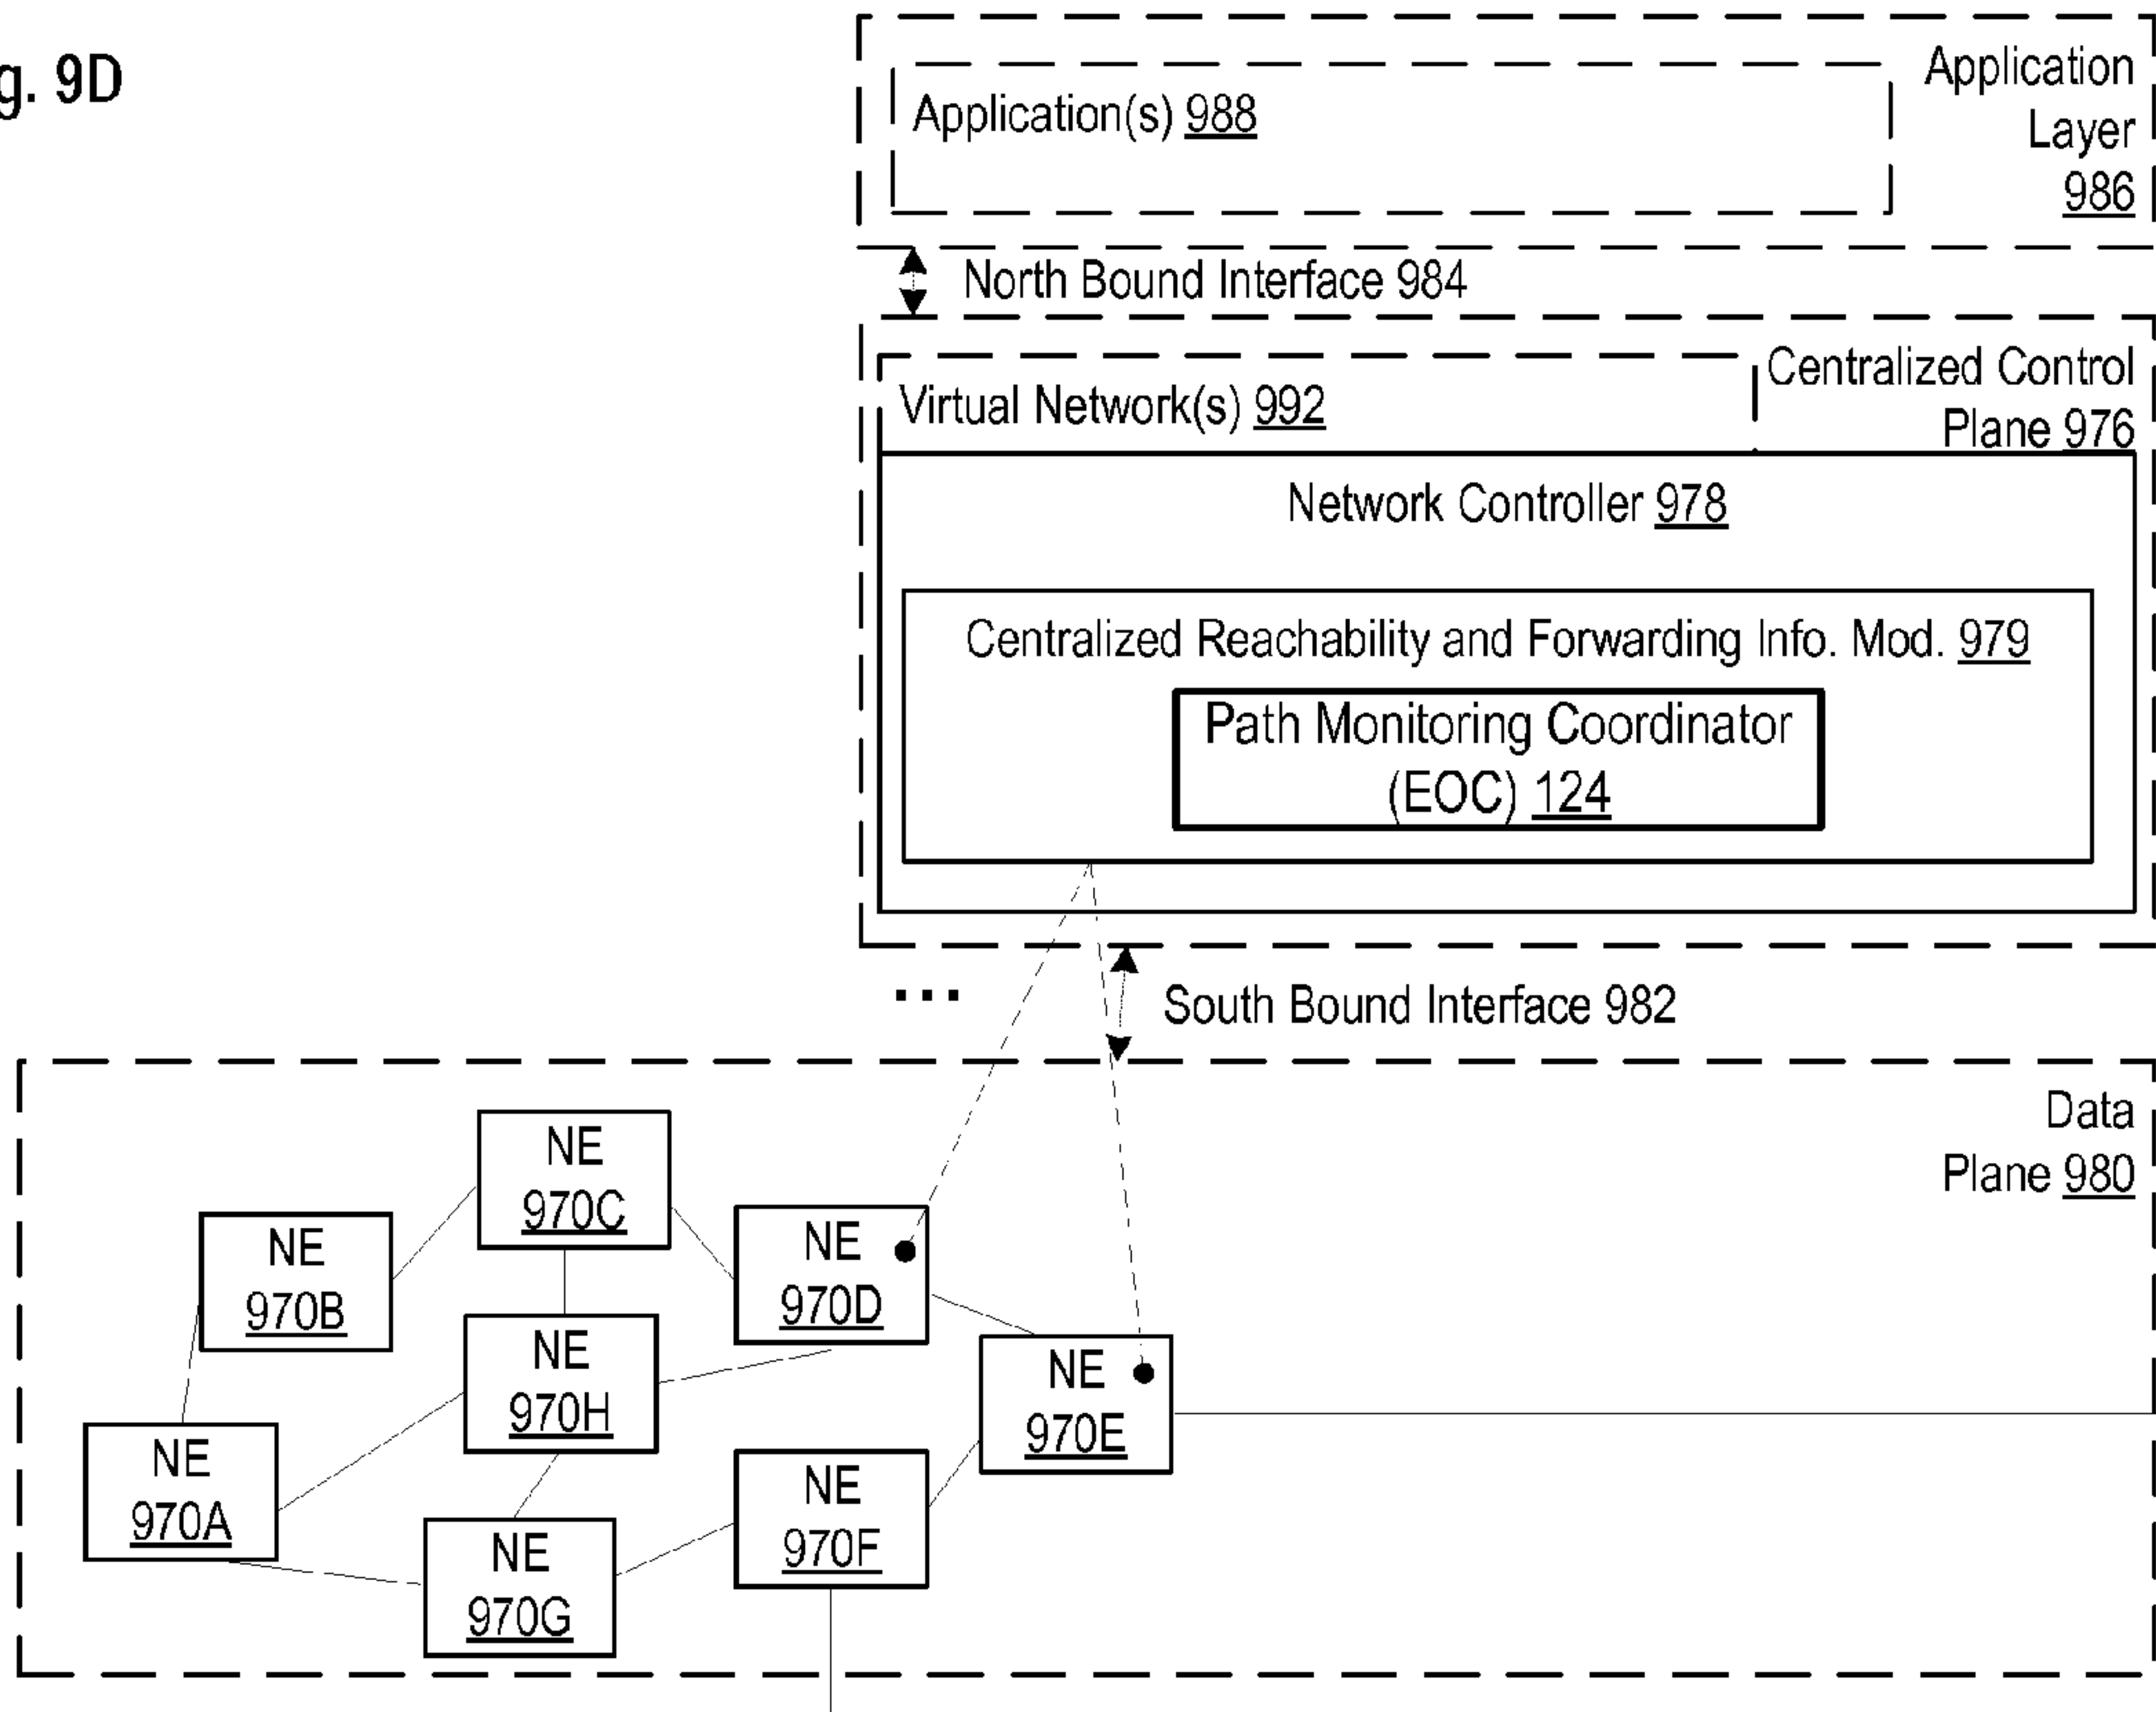 g. 9D
Application(s) 988
Application
Layer
986
North Bound Interface 984
Virtual Network(s) 992
Centralized Control
Plane 976
Network Controller 978
Centralized Reachability and Forwarding Info. Mod. 979
Path Monitoring Coordinator
(EOC) 124
...
South Bound Interface 982
Data
Plane 980
NE
970C
NE
970B
NE
970D
NE
970H
NE
970E
NE
970A
NE
970F
NE
970G